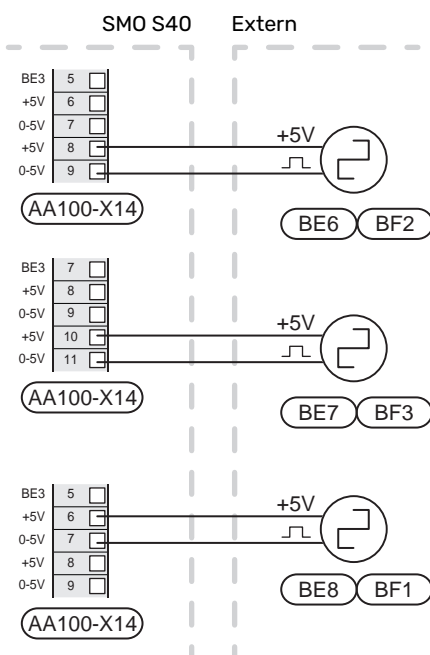 SMO S40 Extern
BE3 5
+5V 6
0-5V 7
+5V 8
0-5V 9
+5V
AA100-X14
BE6 BF2
BE3 7
+5V 8
0-5V 9
+5V 10
0-5V 11
+5V
AA100-X14
BE7 BF3
BE3 5
+5V 6
0-5V 7
+5V 8
0-5V 9
+5V
AA100-X14
BE8 BF1